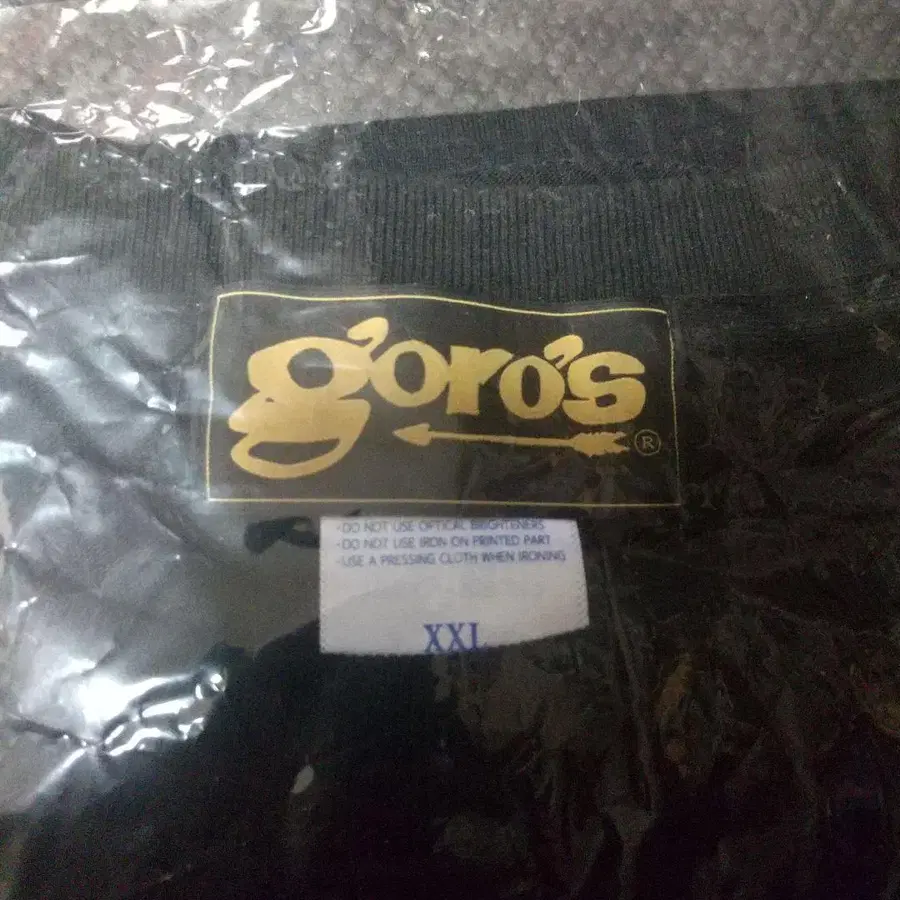 goro's
®
-DO NOT USE OPTICAL BRIGHTENERS
-DO NOT USE IRON ON PRINTED PART
-USE A PRESSING CLOTH WHEN IRONING
XXL